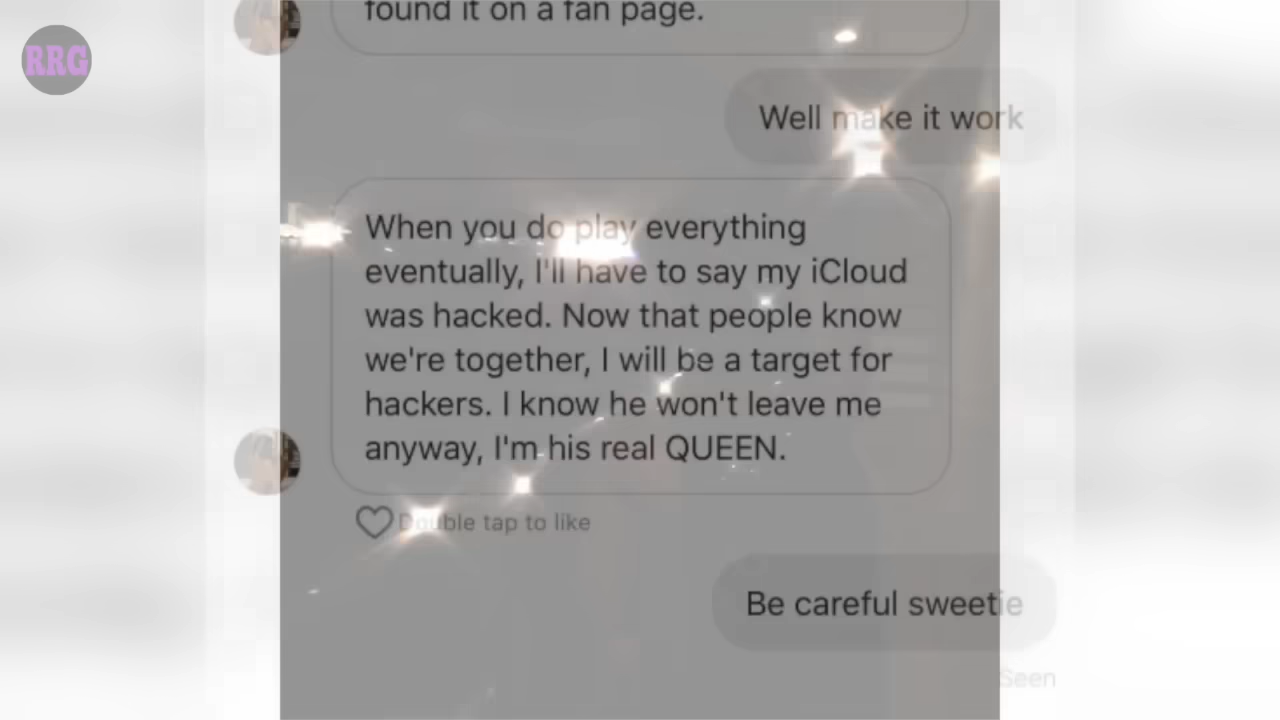 found it on a fan page.
RRG
Well make it work
When you do play everything
eventually, I'll have to say my iCloud
was hacked. Now that people know
we're together, I will be a target for
hackers. I know he won't leave me
anyway, I'm his real QUEEN.
Double tap to like
Be careful sweetie
Seen